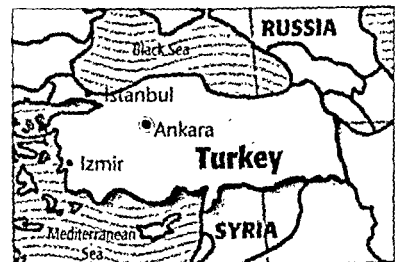 RUSSIA
Black Sea
Istanbul
Ankara
Turkey
Izmir
SYRIA
Mediterranean
Sea